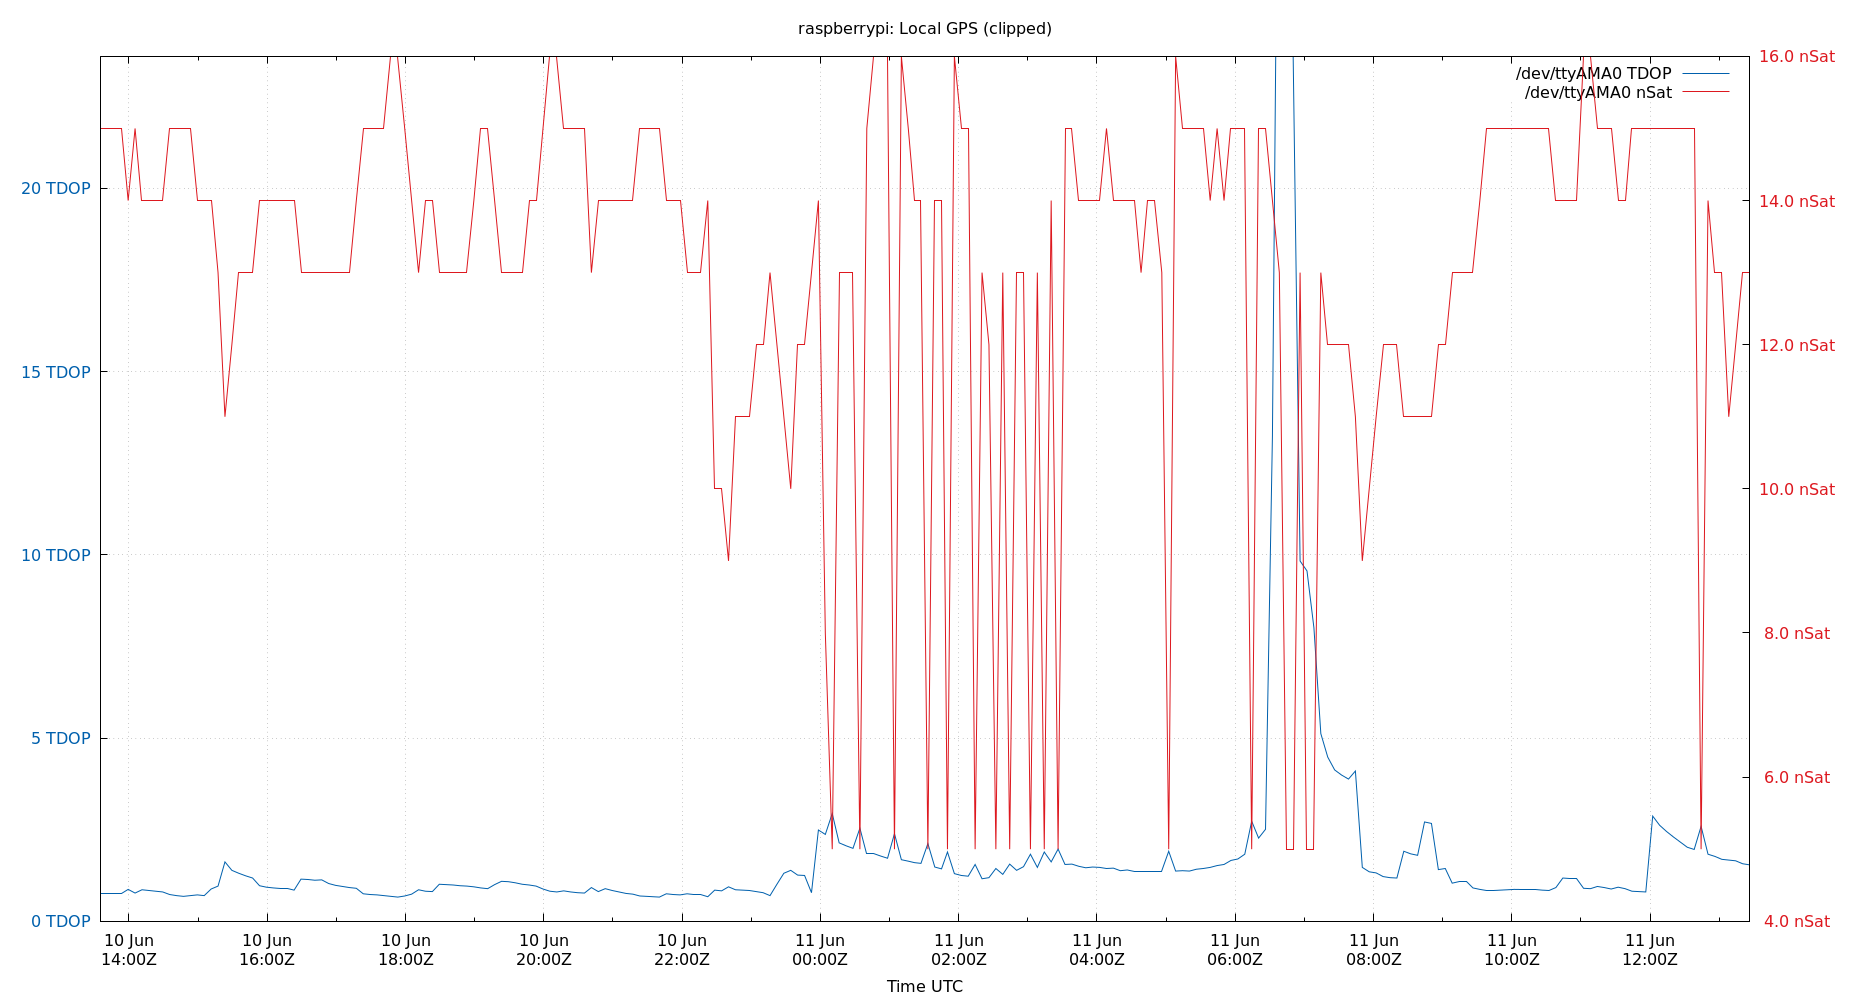 raspberrypi: Local GPS (clipped)
/dev/ttyAMA0 TDOP
/dev/ttyAMA0 nSat
20 TDOP
15 TDOP
10 TDOP
5 TDOP
0 TDOP
16.0 nSat
14.0 nSat
12.0 nSat
10.0 nSat
8.0 nSat
6.0 nSat
4.0 nSat
10 Jun
14:00Z
10 Jun
16:00Z
10 Jun
18:00Z
10 Jun
20:00Z
10 Jun
22:00Z
11 Jun
00:00Z
11 Jun
02:00Z
11 Jun
04:00Z
11 Jun
06:00Z
11 Jun
08:00Z
11 Jun
10:00Z
11 Jun
12:00Z
Time UTC